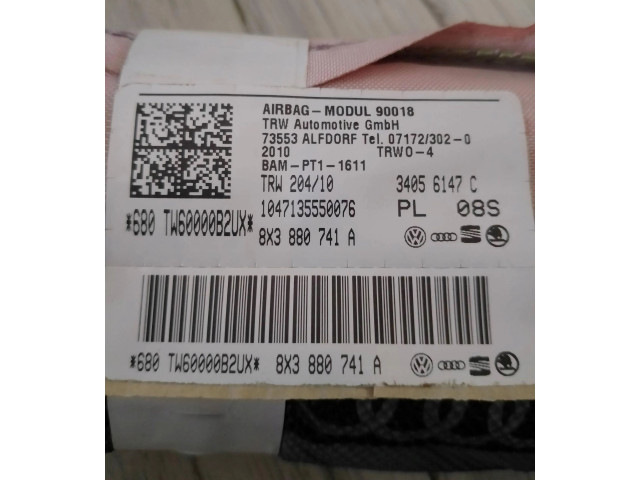 AIRBAG-MODUL 90018
TRW Automotive GmbH
73553 ALFDORF Tel. 07172/302-0
2010 TRWO-4
BAM-PT1-1611
TRW 204/10 3405 6147 C
*680 TW60000B2UX* 1047135550076 PL 08S
8X3 880 741 A
*680 TW60000B2UX* 8X3 880 741 A